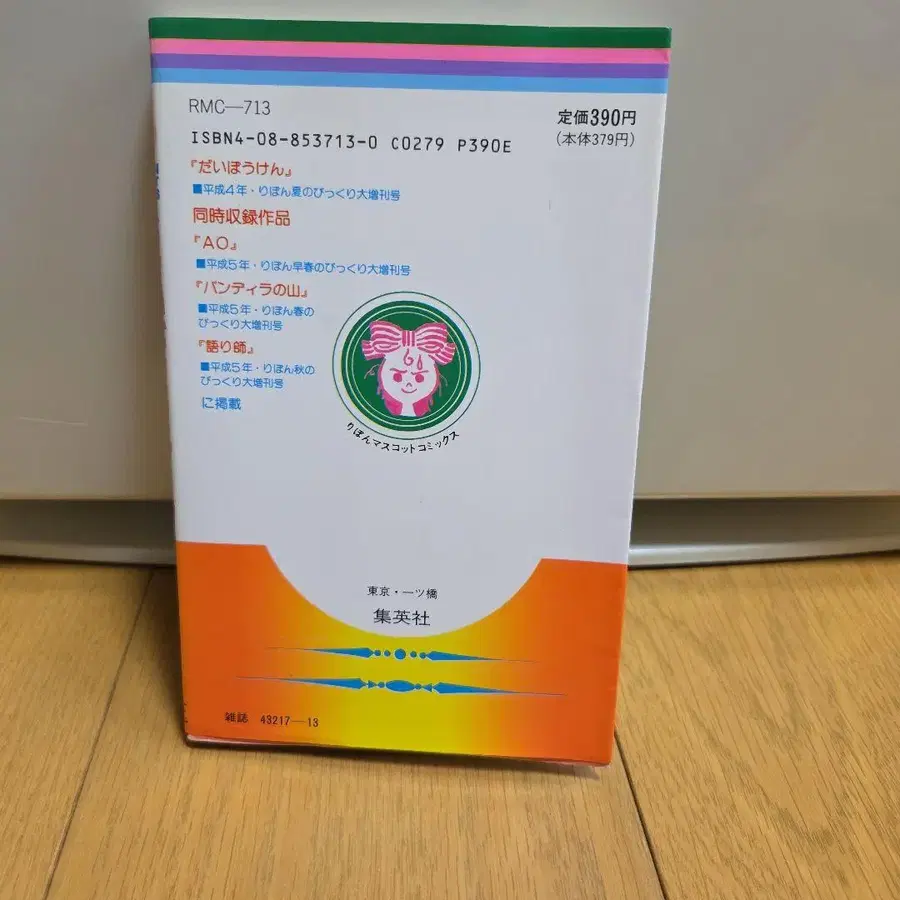 RMC—713
定価390円
ISBN4-08-853713-0 C0279 P390E
(本体379円)
『だいぼうけん』
■平成4年・りぼん夏のびっくり大増刊号
同時収録作品
『AO』
■平成5年・りぼん早春のびっくり大増刊号
『バンディラの山』
■平成5年・りぼん春の
びっくり大増刊号
『語り師』
■平成5年・りぼん秋の
びっくり大増刊号
に掲載
りぼんマスコットコミックス
東京・一ツ橋
集英社
雑誌 43217—13